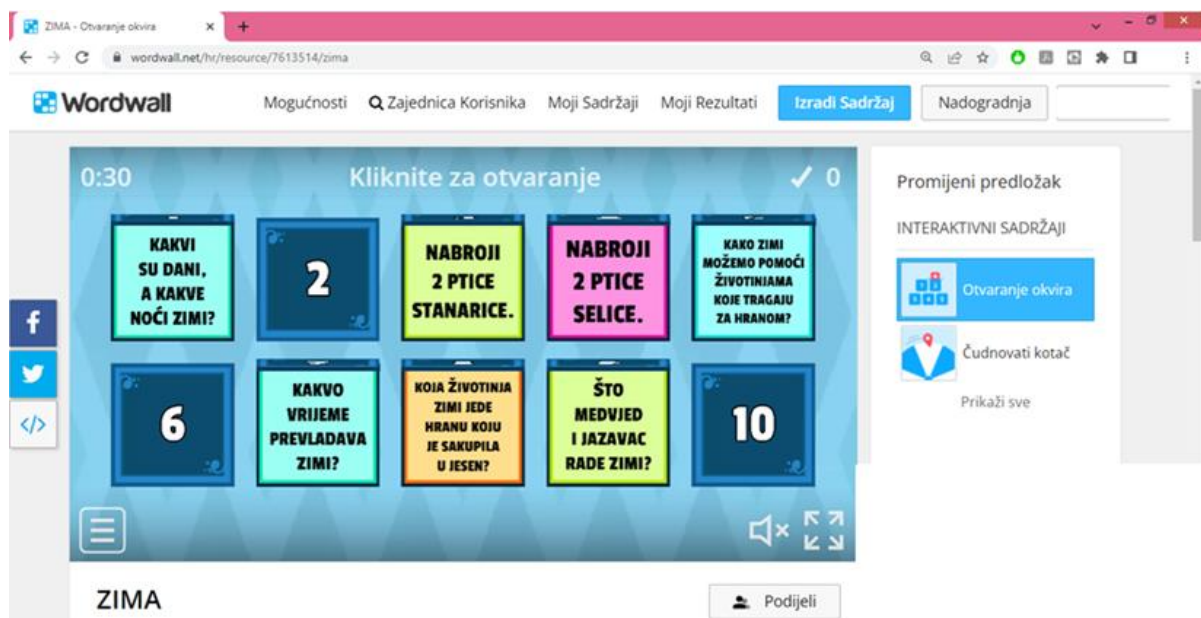 ZIMA - Otvaranje okvira
wordwall.net/hr/resource/7613514/zima
Wordwall
Mogućnosti
Zajednica Korisnika
Moji Sadržaji
Moji Rezultati
Izradi Sadržaj
Nadogradnja
0:30
Kliknite za otvaranje
0
KAKVI
SU DANI,
A KAKVE
NOĆI ZIMI?
2
NABROJI
2 PTICE
STANARICE.
NABROJI
2 PTICE
SELICE.
KAKO ZIMI
MOŽEMO POMOĆI
ŽIVOTINJAMA
KOJE TRAGAJU
ZA HRANOM?
6
KAKVO
VRIJEME
PREVLADAVA
ZIMI?
KOJA ŽIVOTINJA
ZIMI JEDE
HRANU KOJU
JE SAKUPILA
U JESEN?
ŠTO
MEDVJED
I JAZAVAC
RADE ZIMI?
10
Promijeni predložak
INTERAKTIVNI SADRŽAJI
Otvaranje okvira
Čudnovati kotač
Prikaži sve
ZIMA
Podijeli